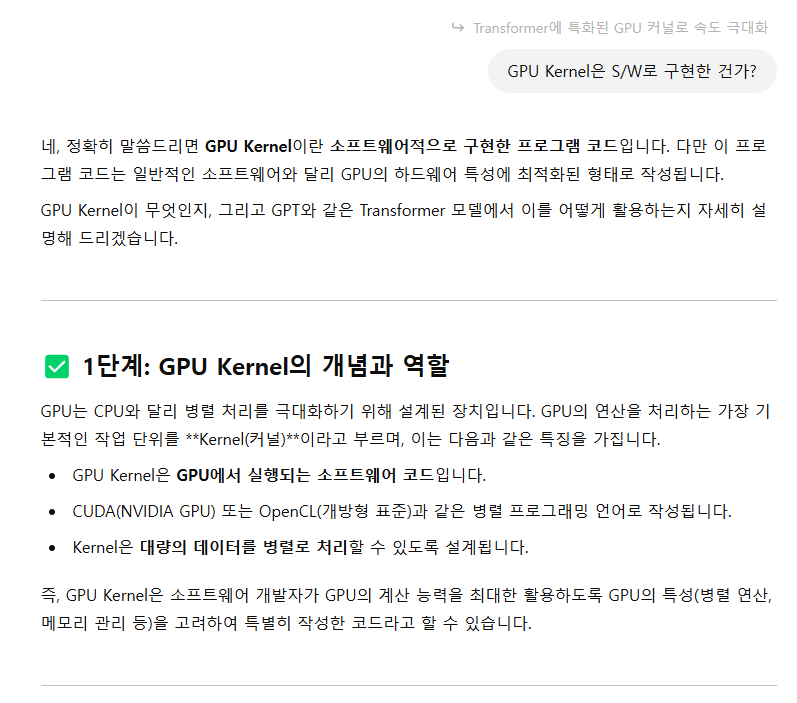 ↳ Transformer에 특화된 GPU 커널로 속도 극대화
GPU Kernel은 S/W로 구현한 건가?
네, 정확히 말씀드리면 GPU Kernel이란 소프트웨어적으로 구현한 프로그램 코드입니다. 다만 이 프로
그램 코드는 일반적인 소프트웨어와 달리 GPU의 하드웨어 특성에 최적화된 형태로 작성됩니다.
GPU Kernel이 무엇인지, 그리고 GPT와 같은 Transformer 모델에서 이를 어떻게 활용하는지 자세히 설
명해 드리겠습니다.
✅ 1단계: GPU Kernel의 개념과 역할
GPU는 CPU와 달리 병렬 처리를 극대화하기 위해 설계된 장치입니다. GPU의 연산을 처리하는 가장 기
본적인 작업 단위를 **Kernel(커널)**이라고 부르며, 이는 다음과 같은 특징을 가집니다.
• GPU Kernel은 GPU에서 실행되는 소프트웨어 코드입니다.
• CUDA(NVIDIA GPU) 또는 OpenCL(개방형 표준)과 같은 병렬 프로그래밍 언어로 작성됩니다.
• Kernel은 대량의 데이터를 병렬로 처리할 수 있도록 설계됩니다.
즉, GPU Kernel은 소프트웨어 개발자가 GPU의 계산 능력을 최대한 활용하도록 GPU의 특성(병렬 연산,
메모리 관리 등)을 고려하여 특별히 작성한 코드라고 할 수 있습니다.